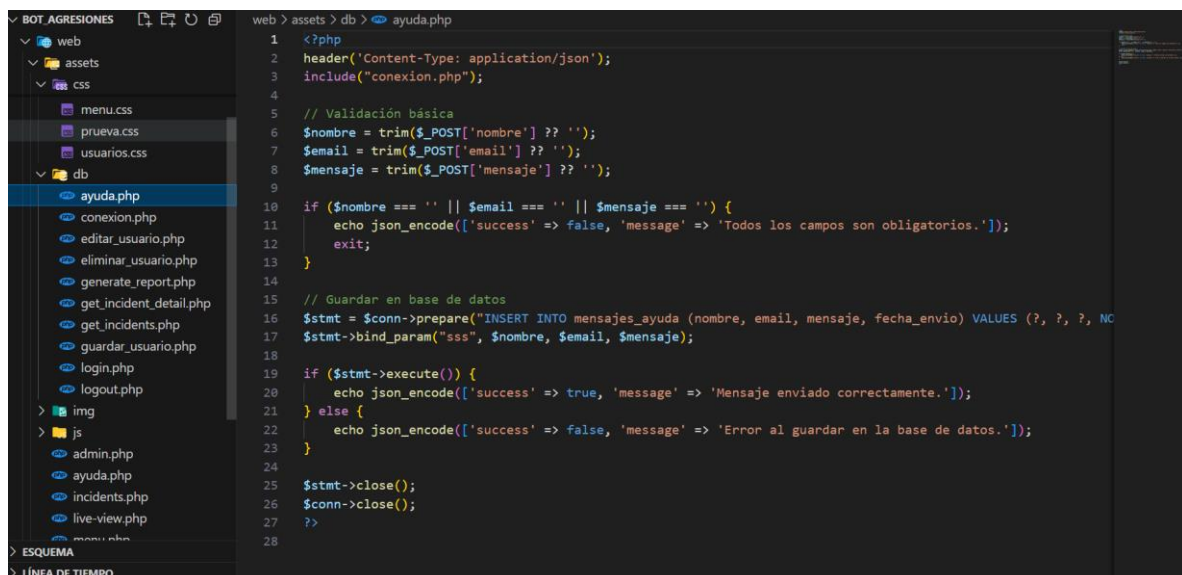 BOT_AGRESIONES
web
assets
css
menu.css
prueva.css
usuarios.css
db
ayuda.php
conexion.php
editar_usuario.php
eliminar_usuario.php
generate_report.php
get_incident_detail.php
get_incidents.php
guardar_usuario.php
login.php
logout.php
img
js
admin.php
ayuda.php
incidents.php
live-view.php
menu.php
ESQUEMA
LÍNEA DE TIEMPO
web > assets > db > ayuda.php
1 <?php
2 header('Content-Type: application/json');
3 include("conexion.php");
4
5 // Validación básica
6 $nombre = trim($_POST['nombre'] ?? '');
7 $email = trim($_POST['email'] ?? '');
8 $mensaje = trim($_POST['mensaje'] ?? '');
9
10 if ($nombre === '' || $email === '' || $mensaje === '') {
11 echo json_encode(['success' => false, 'message' => 'Todos los campos son obligatorios.']);
12 exit;
13 }
14
15 // Guardar en base de datos
16 $stmt = $conn->prepare("INSERT INTO mensajes_ayuda (nombre, email, mensaje, fecha_envio) VALUES (?, ?, ?, NO
17 $stmt->bind_param("sss", $nombre, $email, $mensaje);
18
19 if ($stmt->execute()) {
20 echo json_encode(['success' => true, 'message' => 'Mensaje enviado correctamente.']);
21 } else {
22 echo json_encode(['success' => false, 'message' => 'Error al guardar en la base de datos.']);
23 }
24
25 $stmt->close();
26 $conn->close();
27 ?>
28